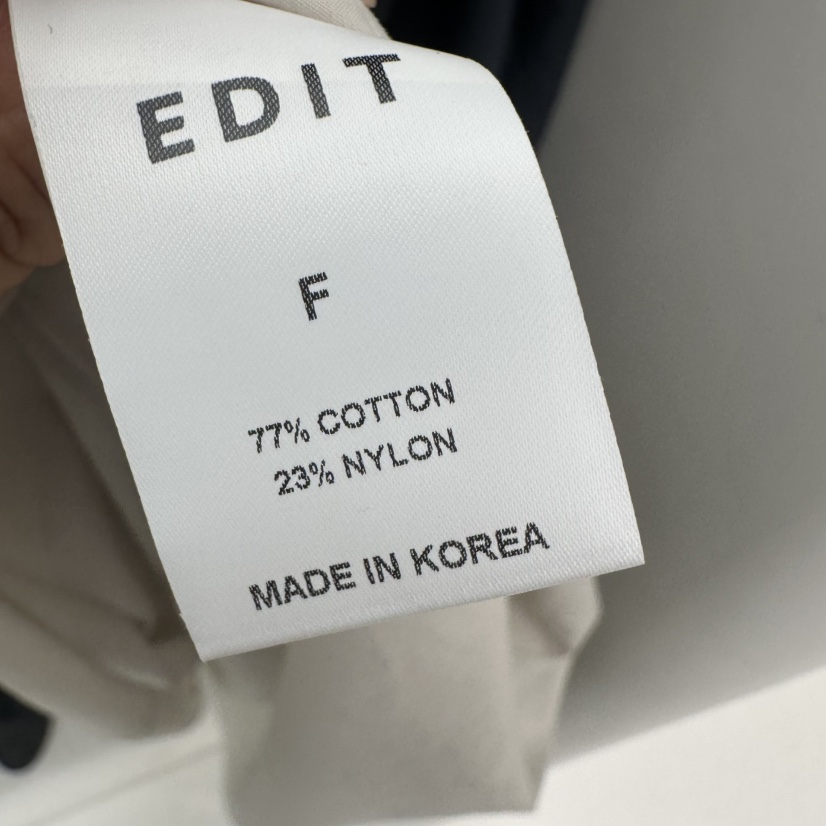 EDIT
F
77% COTTON
23% NYLON
MADE IN KOREA